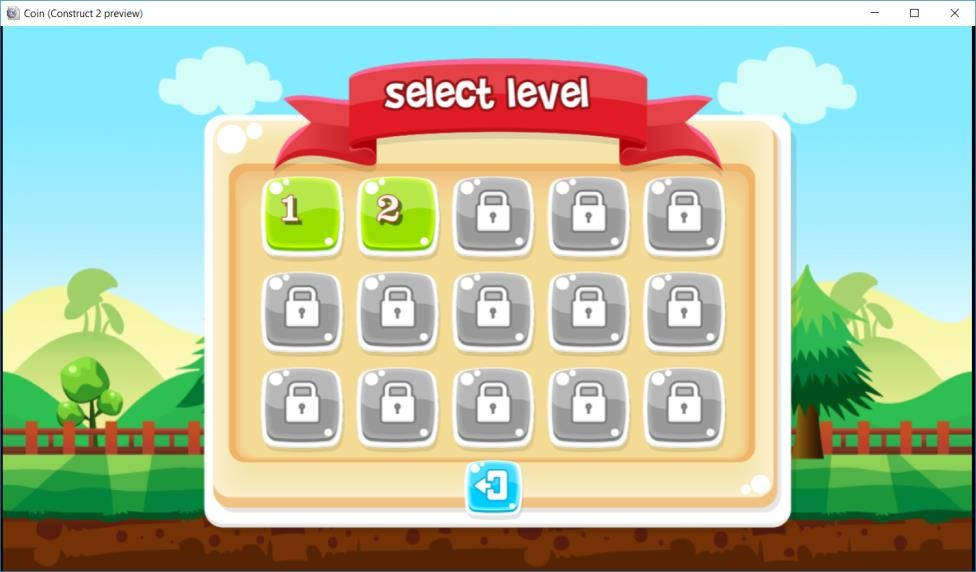 Coin (Construct 2 preview)
select level
1 2